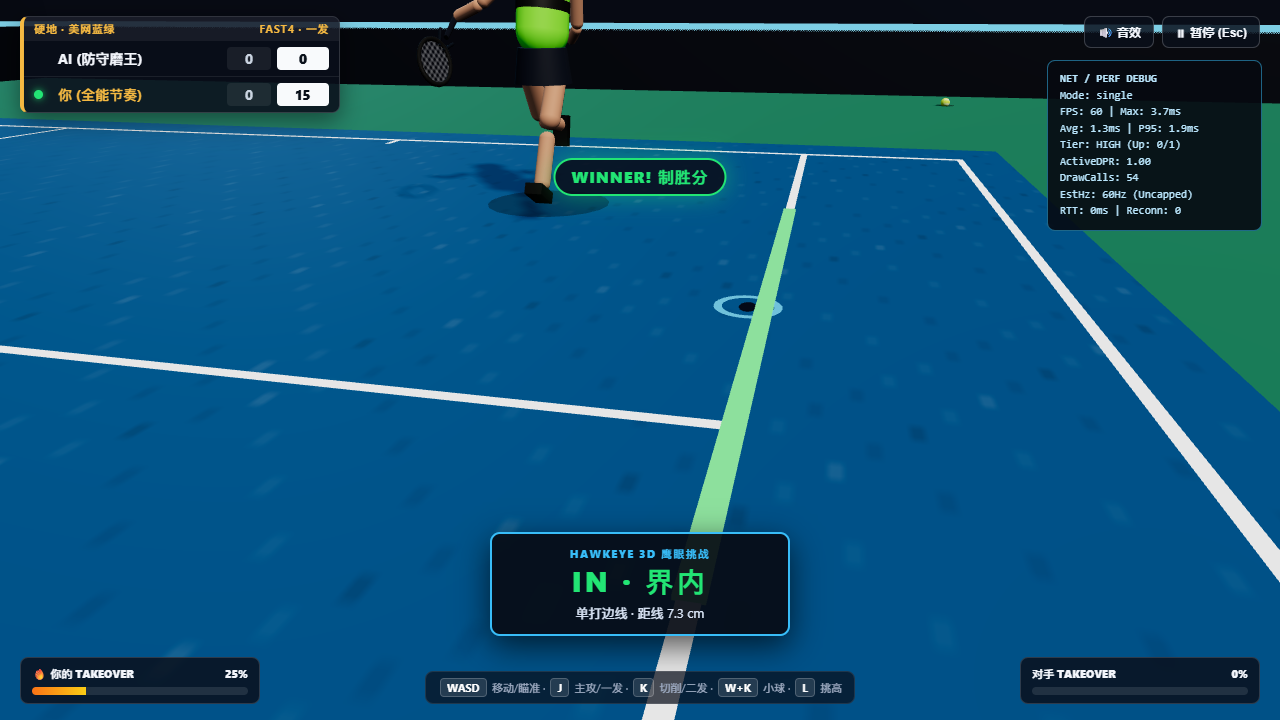 硬地 · 美网蓝绿 FAST4 · 一发
AI (防守磨王) 0 0
你 (全能节奏) 0 15
音效
暂停 (Esc)
NET / PERF DEBUG
Mode: single
FPS: 60 | Max: 3.7ms
Avg: 1.3ms | P95: 1.9ms
Tier: HIGH (Up: 0/1)
ActiveDPR: 1.00
DrawCalls: 54
EstHz: 60Hz (Uncapped)
RTT: 0ms | Reconn: 0
WINNER! 制胜分
HAWKEYE 3D 鹰眼挑战
IN · 界内
单打边线 · 距线 7.3 cm
你的 TAKEOVER 25%
WASD 移动/瞄准 · J 主攻/一发 · K 切削/二发 · W+K 小球 · L 挑高
对手 TAKEOVER 0%